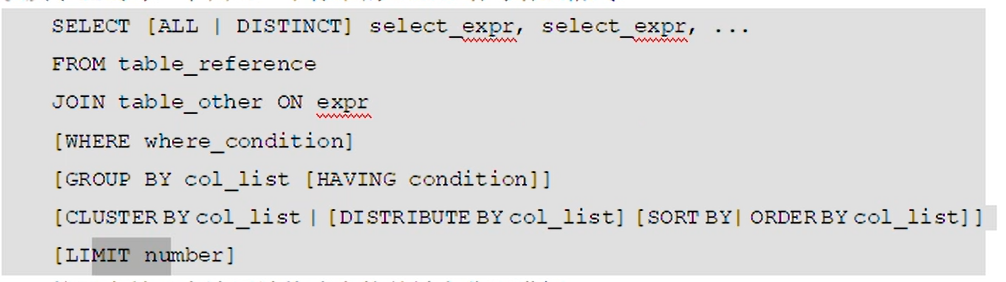 SELECT [ALL | DISTINCT] select_expr, select_expr, ...
FROM table_reference
JOIN table_other ON expr
[WHERE where_condition]
[GROUP BY col_list [HAVING condition]]
[CLUSTER BY col_list | [DISTRIBUTE BY col_list] [SORT BY| ORDER BY col_list]]
[LIMIT number]